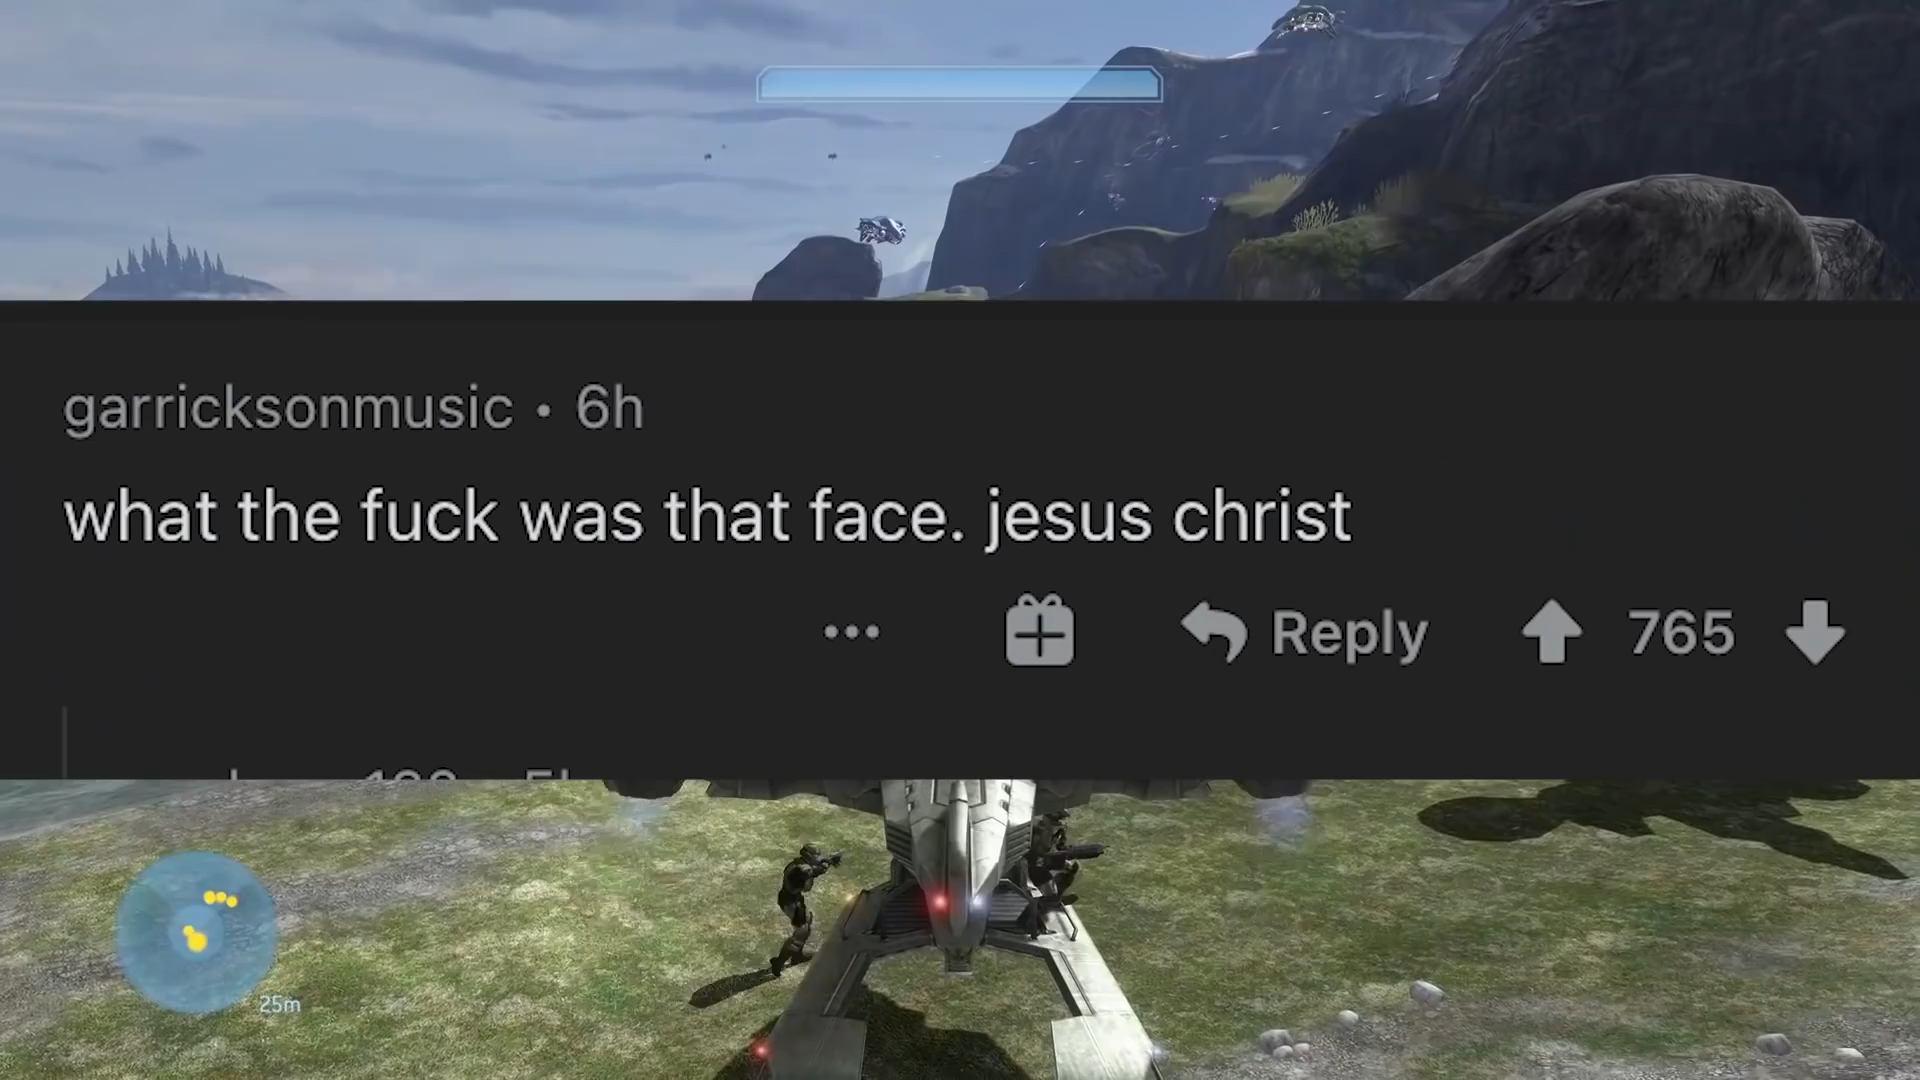 garricksonmusic • 6h
what the fuck was that face. jesus christ
••• Reply 765
25m